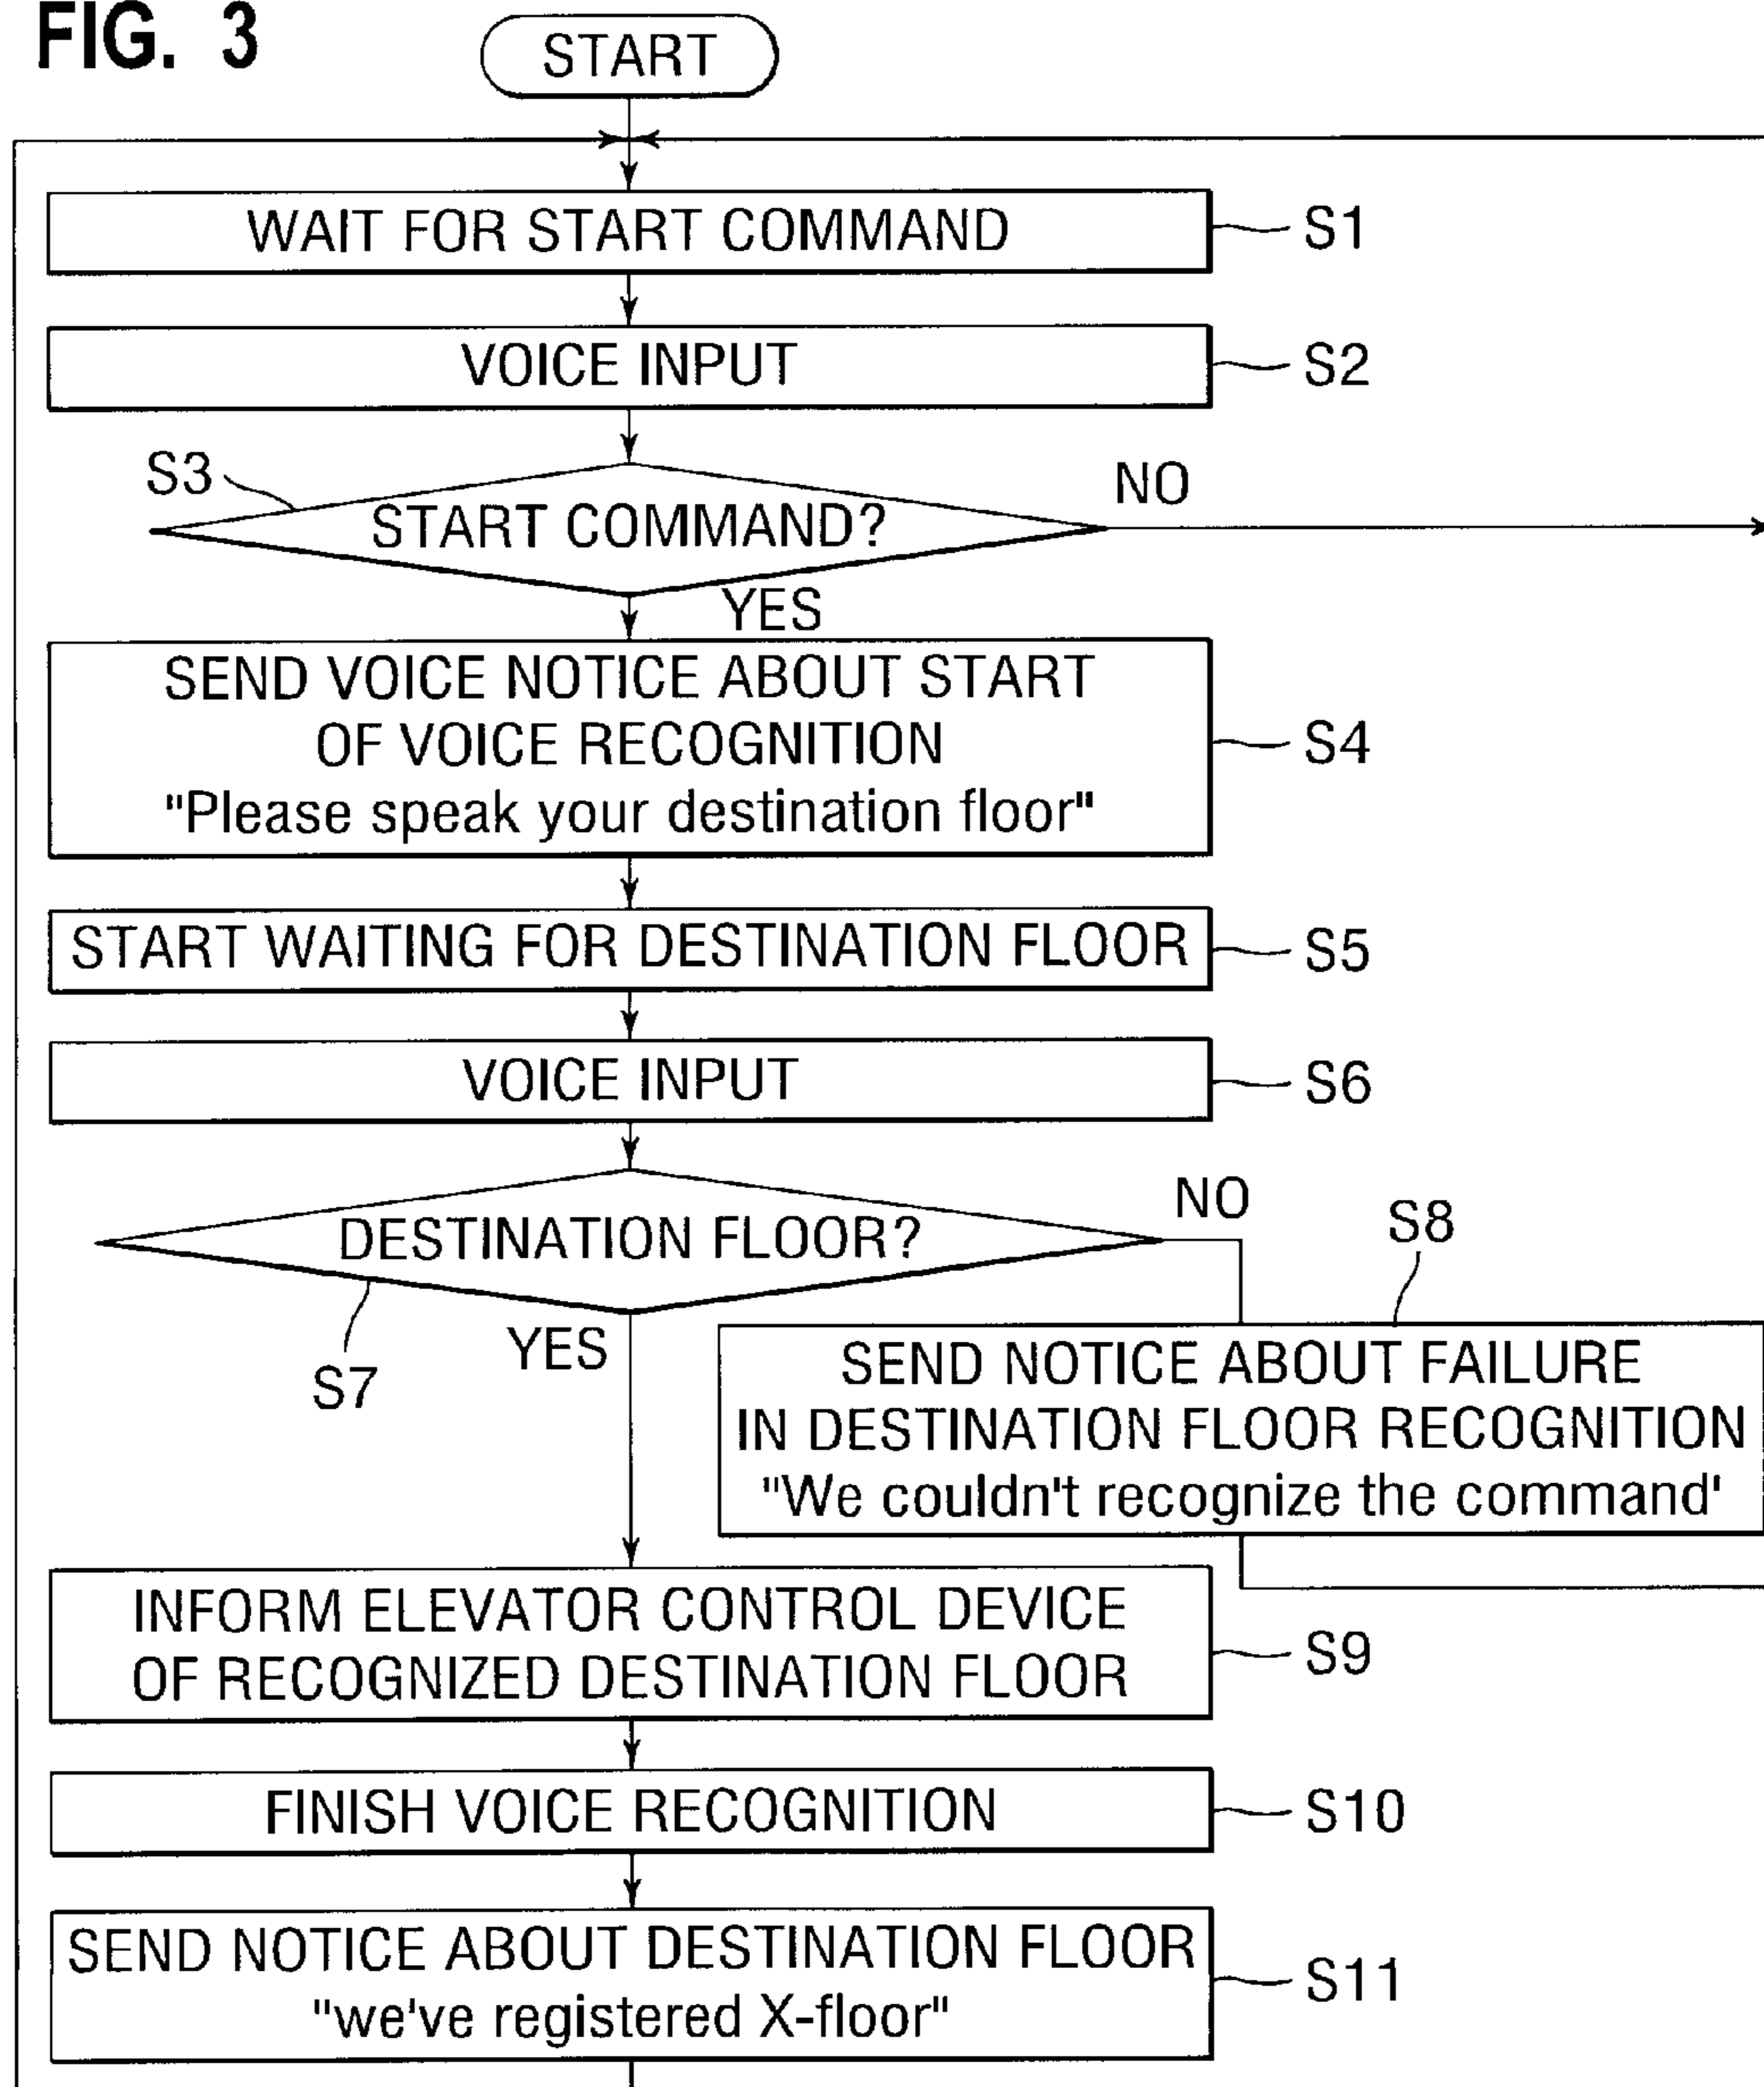 FIG. 3
START
WAIT FOR START COMMAND
S1
VOICE INPUT
S2
S3
START COMMAND?
NO
YES
SEND VOICE NOTICE ABOUT START
OF VOICE RECOGNITION
"Please speak your destination floor"
S4
START WAITING FOR DESTINATION FLOOR
S5
VOICE INPUT
S6
DESTINATION FLOOR?
NO
S7
YES
S8
SEND NOTICE ABOUT FAILURE
IN DESTINATION FLOOR RECOGNITION
"We couldn't recognize the command'
INFORM ELEVATOR CONTROL DEVICE
OF RECOGNIZED DESTINATION FLOOR
S9
FINISH VOICE RECOGNITION
S10
SEND NOTICE ABOUT DESTINATION FLOOR
"we've registered X-floor"
S11